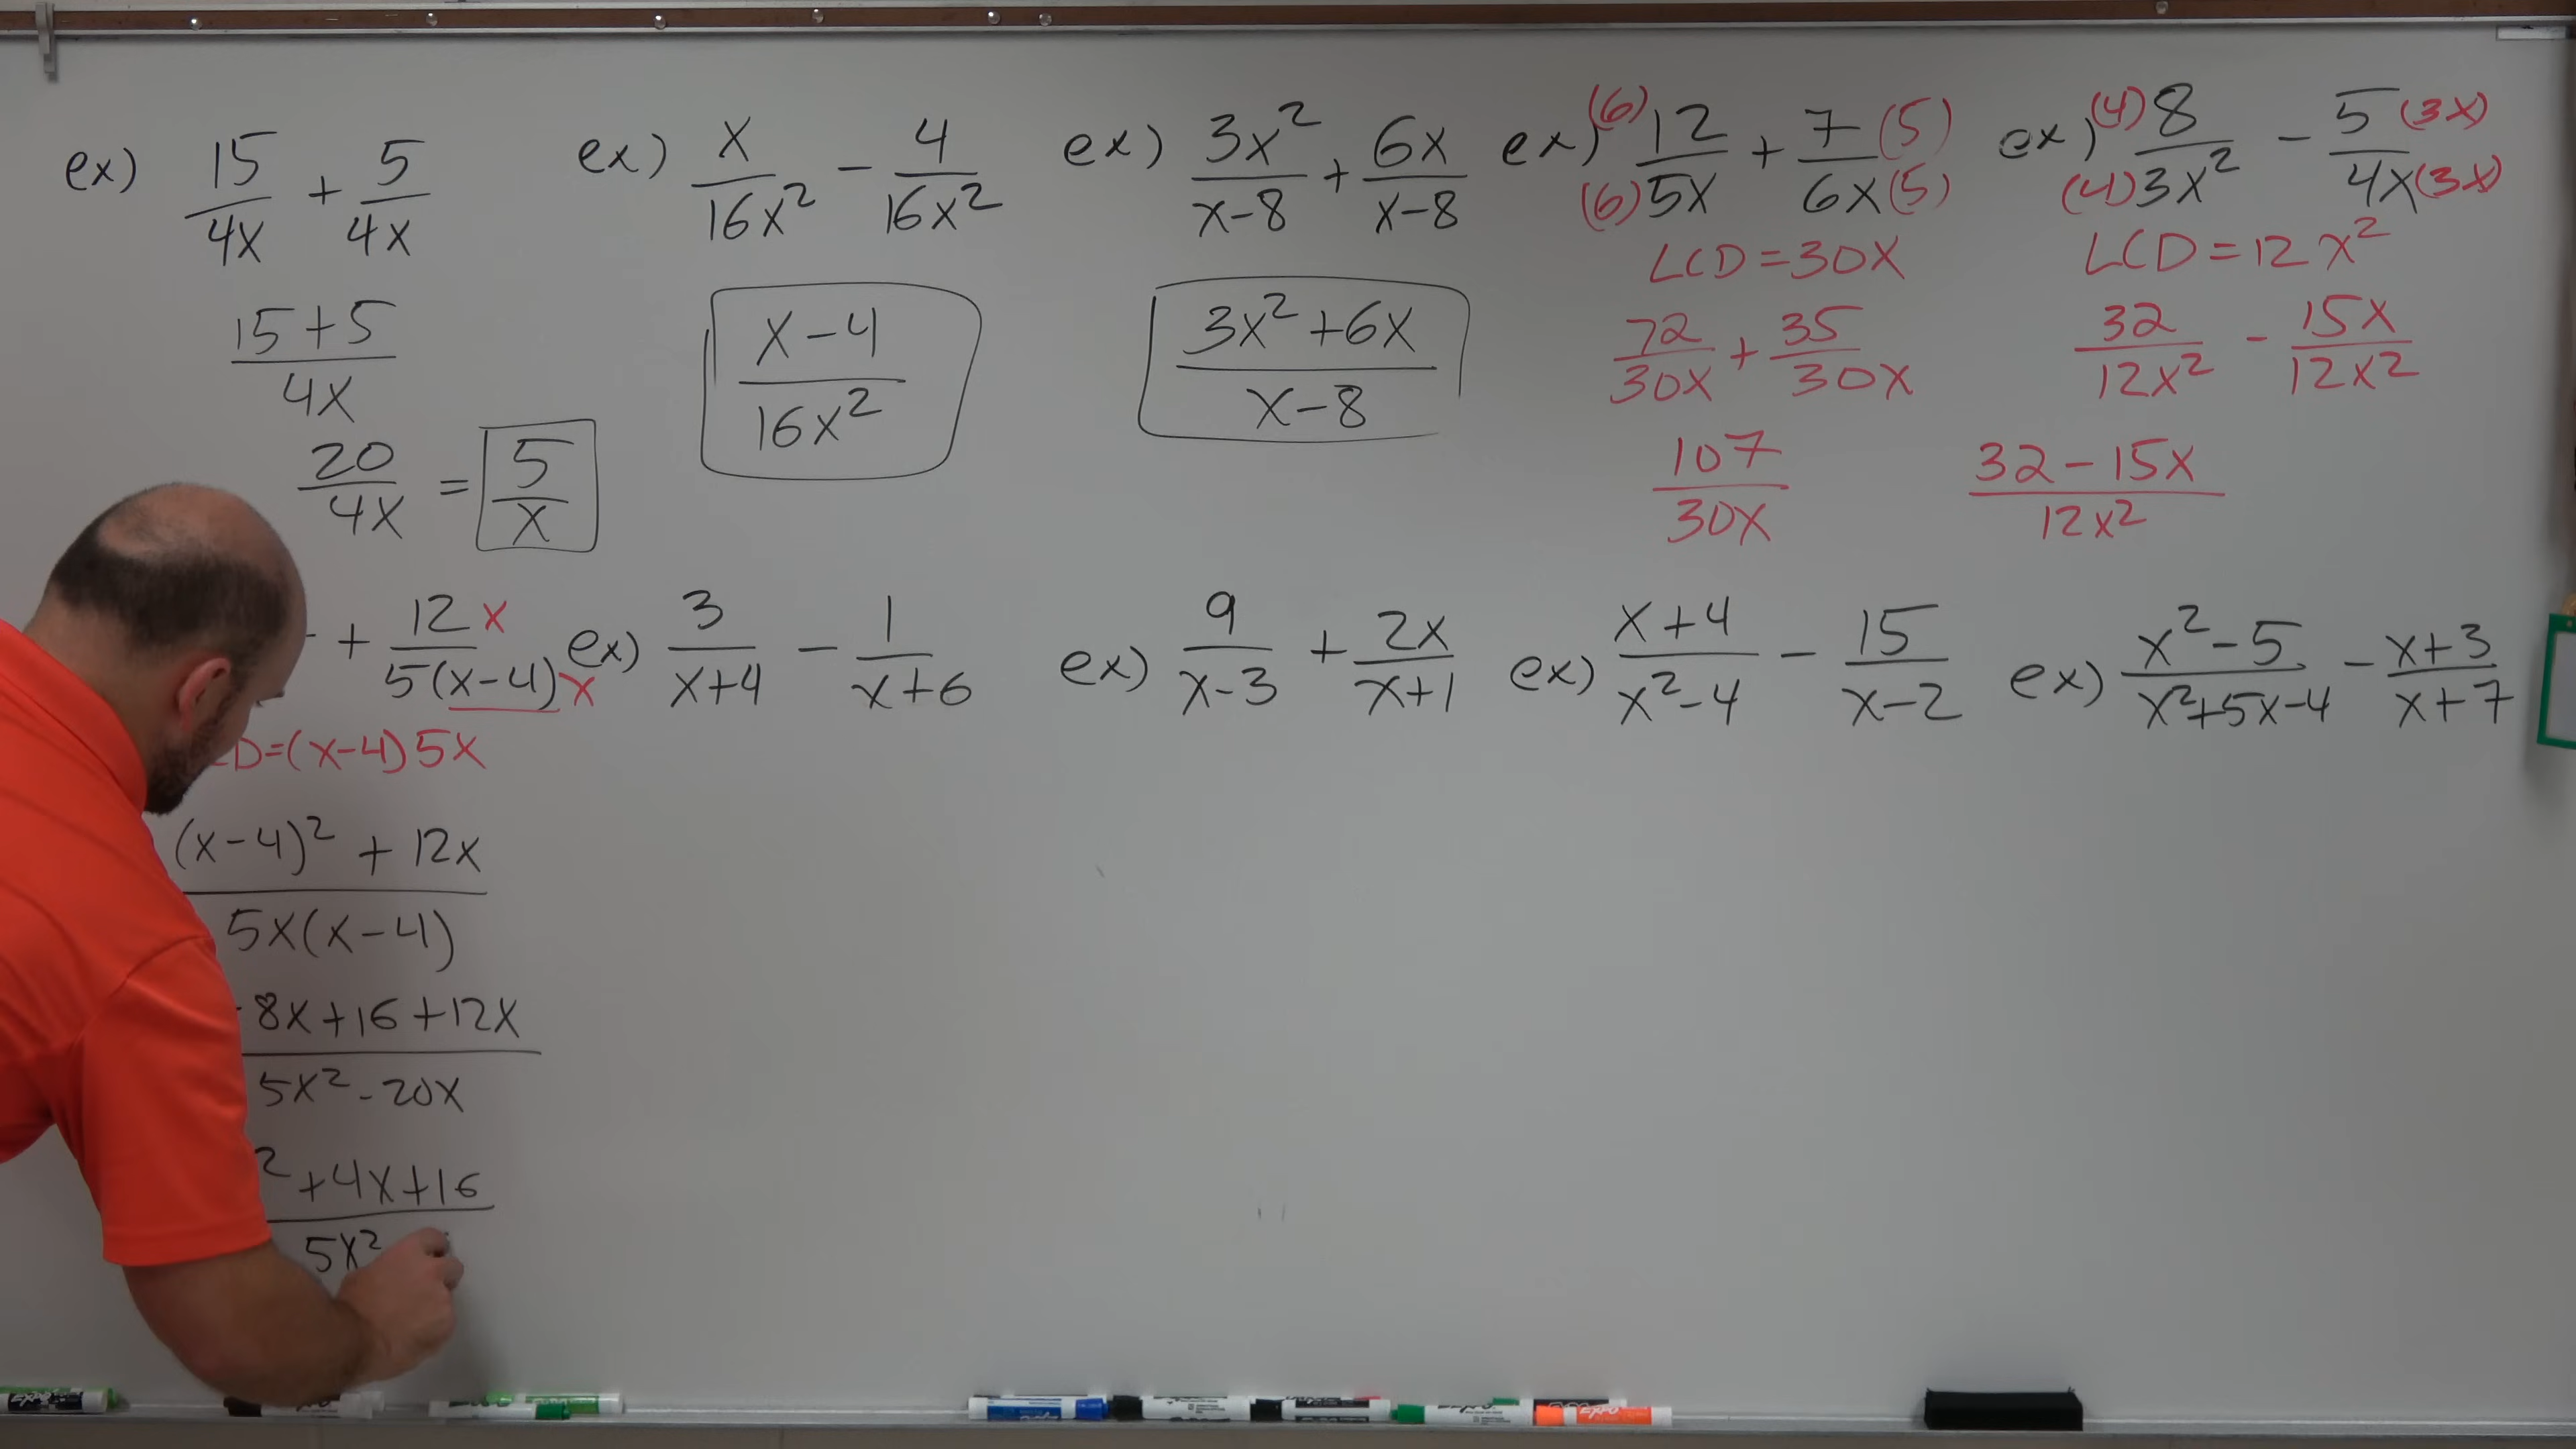 ex) 15/4x + 5/4x
15+5/4x
20/4x = 5/x
ex) x/16x² - 4/16x²
x-4/16x²
ex) 3x²/x-8 + 6x/x-8
3x²+6x/x-8
ex) (6)12/(6)5x + 7(5)/6x(5)
LCD=30x
72/30x + 35/30x
107/30x
ex) (4)8/(4)3x² - 5(3x)/4x(3x)
LCD=12x²
32/12x² - 15x/12x²
32-15x/12x²
+ 12x/5(x-4)x
D=(x-4)5x
(x-4)²+12x/5x(x-4)
-8x+16+12x/5x²-20x
²+4x+16/5x²
ex) 3/x+4 - 1/x+6
ex) 9/x-3 + 2x/x+1
ex) x+4/x²-4 - 15/x-2
ex) x²-5/x²+5x-4 - x+3/x+7